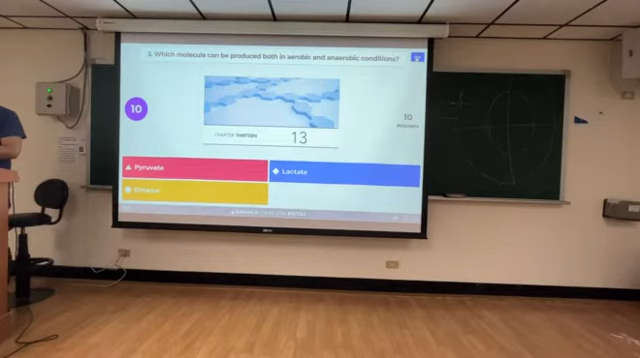 3. Which molecule can be produced both in aerobic and anaerobic conditions?
10
10
Answers
CHAPTER THIRTEEN 13
Pyruvate
Lactate
Ethanol